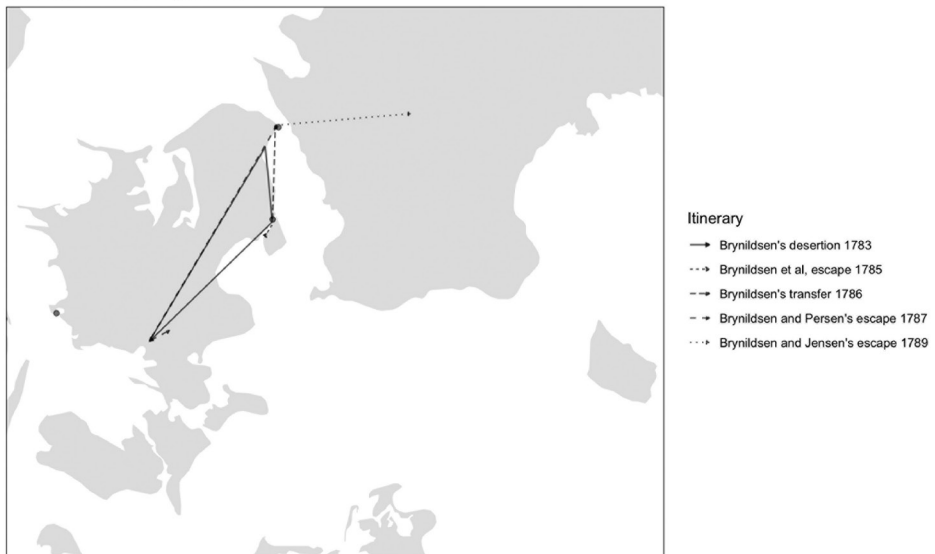 Itinerary
Brynildsen's desertion 1783
Brynildsen et al, escape 1785
Brynildsen's transfer 1786
Brynildsen and Persen's escape 1787
Brynildsen and Jensen's escape 1789